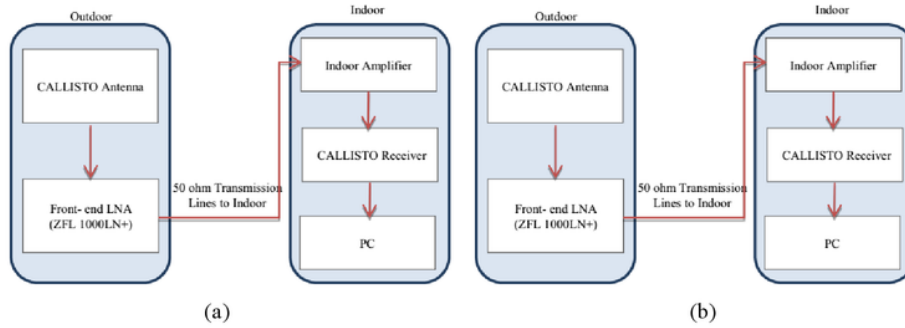 Outdoor
Indoor
CALLISTO Antenna
Indoor Amplifier
CALLISTO Receiver
50 ohm Transmission
Lines to Indoor
Front- end LNA
(ZFL 1000LN+)
PC
(a)
Outdoor
Indoor
CALLISTO Antenna
Indoor Amplifier
CALLISTO Receiver
50 ohm Transmission
Lines to Indoor
Front- end LNA
(ZFL 1000LN+)
PC
(b)